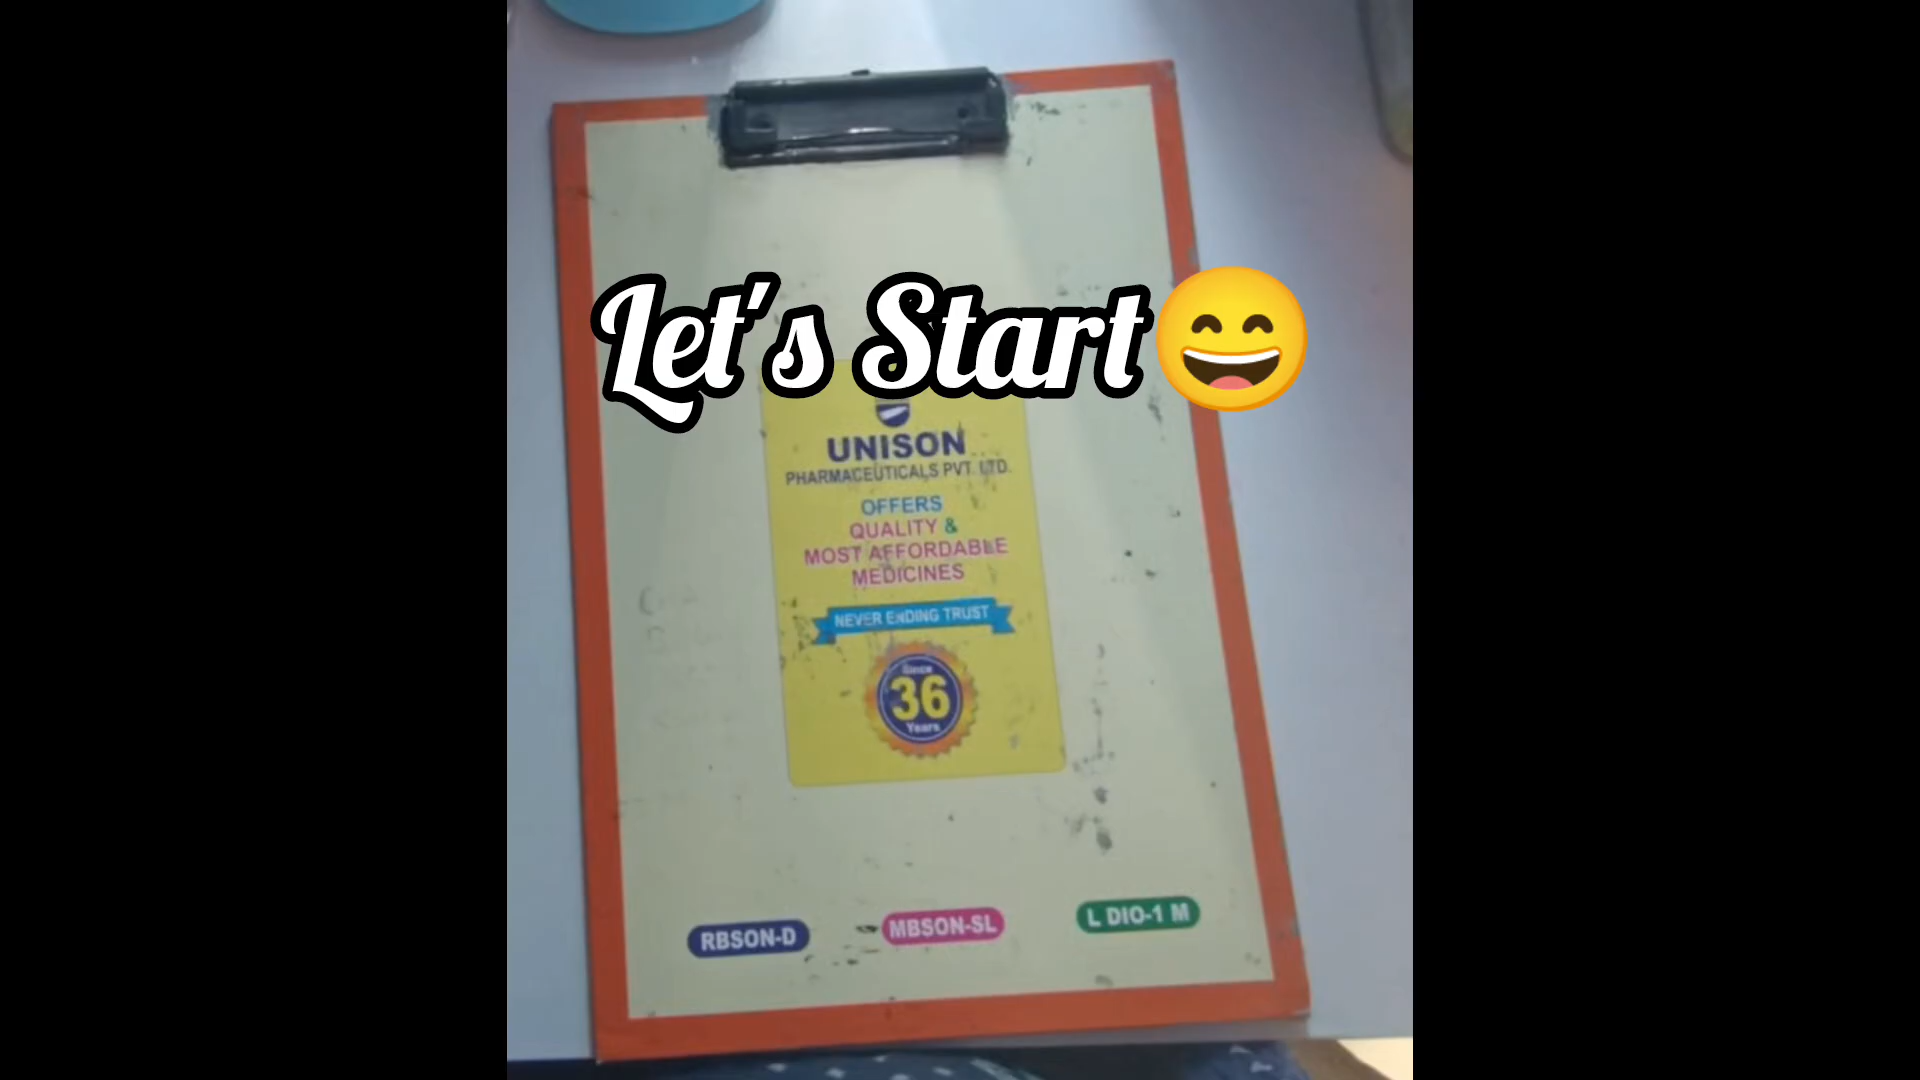 Let's Start😄
UNISON
PHARMACEUTICALS PVT. LTD.
OFFERS
QUALITY &
MOST AFFORDABLE
MEDICINES
NEVER ENDING TRUST
Since
36
Years
RBSON-D
MBSON-SL
L DIO-1 M